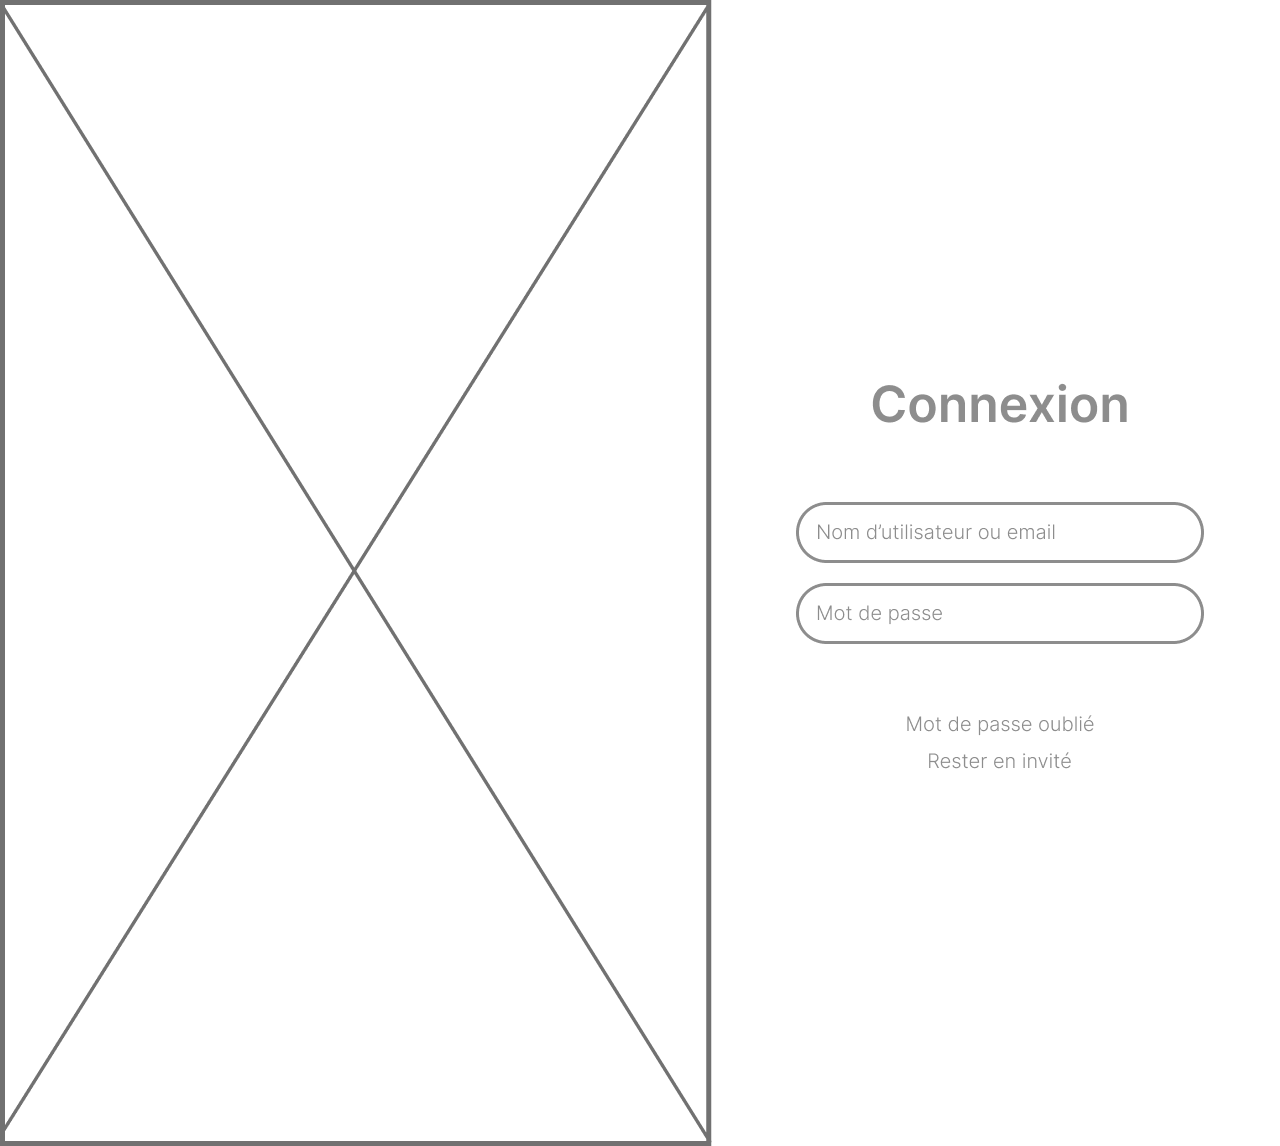 Connexion
Nom d’utilisateur ou email
Mot de passe
Mot de passe oublié
Rester en invité